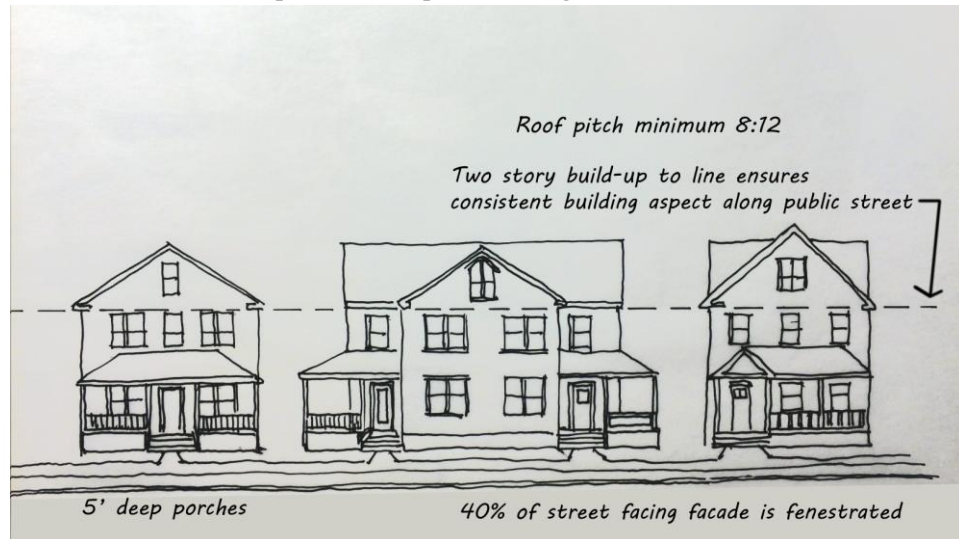 Roof pitch minimum 8:12
Two story build-up to line ensures
consistent building aspect along public street
5' deep porches
40% of street facing facade is fenestrated